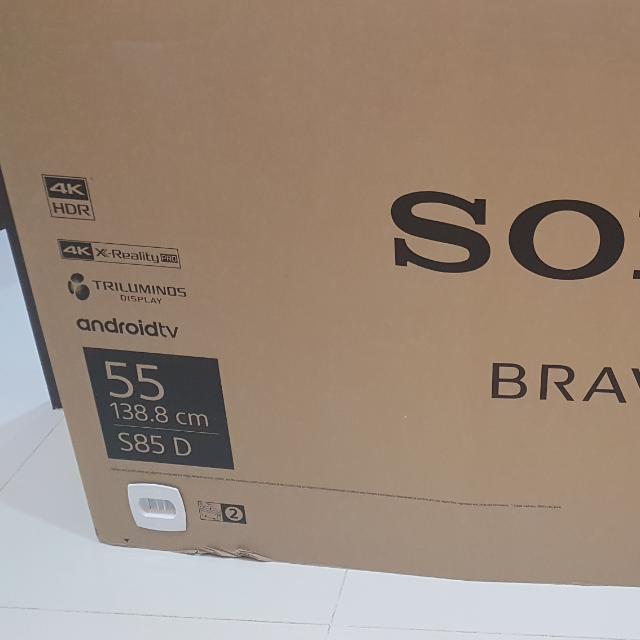 4K
HDR
4K X-Reality PRO
TRILUMINOS
DISPLAY
androidtv
55
138.8 cm
S85 D
SO
BRAV
2